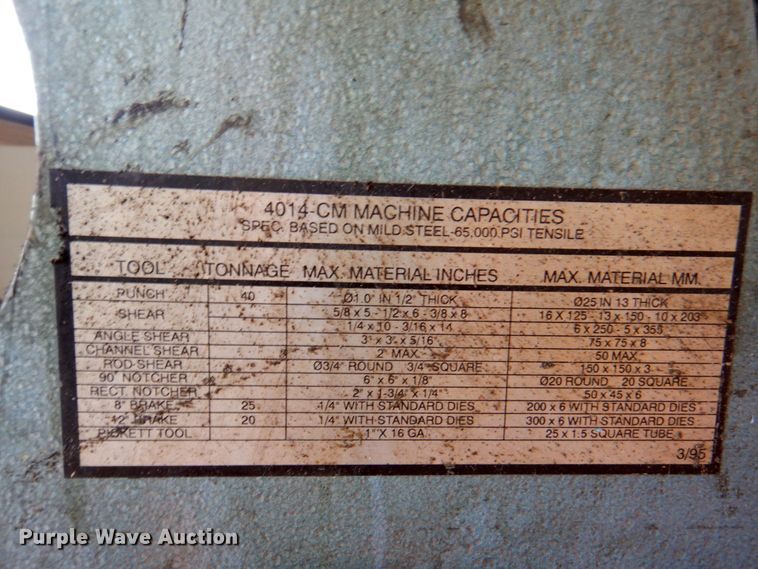 4014-CM MACHINE CAPACITIES
SPEC. BASED ON MILD STEEL-65,000 PGI TENSILE
TOOL TONNAGE MAX. MATERIAL INCHES MAX. MATERIAL MM.
PUNCH 40 Ø1.0" IN 1/2" THICK Ø25 IN 13 THICK
SHEAR 5/8 x 5 - 1/2 x 6 - 3/8 x 8 16 X 125 - 13 x 150 - 10 x 203
1/4 x 10 - 3/16 x 14 6 x 250 - 5 x 355
ANGLE SHEAR 3" x 3" x 5/16" 75 x 75 x 8
CHANNEL SHEAR 2" MAX. 50 MAX
ROD-SHEAR Ø3/4" ROUND 3/4" SQUARE 150 x 150 x 3
90° NOTCHER 6" x 6" x 1/8" Ø20 ROUND 20 SQUARE
RECT. NOTCHER 2" x 1-3/4" x 1/4" 50 x 45 x 6
8" BRAKE 25 1/4" WITH STANDARD DIES 200 x 6 WITH STANDARD DIES
12" BRAKE 20 1/4" WITH STANDARD DIES 300 x 6 WITH STANDARD DIES
PICKETT TOOL 1" X 16 GA. 25 x 1.5 SQUARE TUBE
3/95
Purple Wave Auction